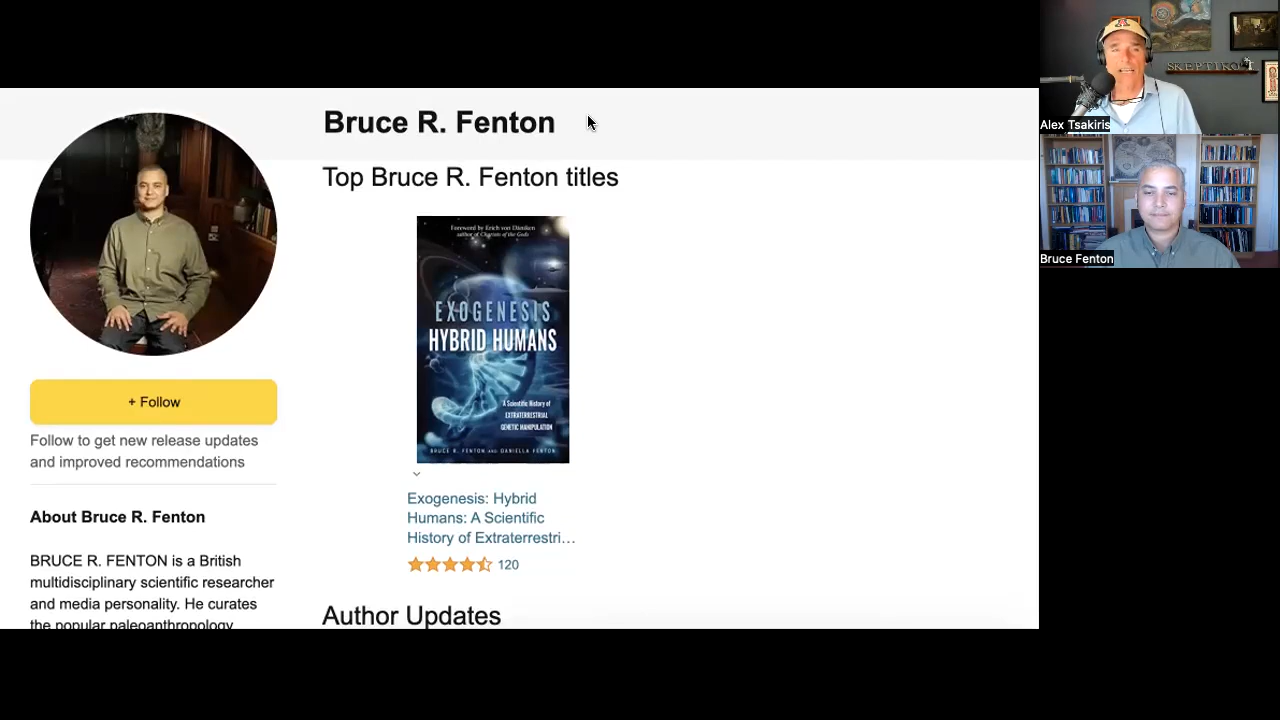 Bruce R. Fenton
Top Bruce R. Fenton titles
Foreword by Erich von Däniken
author of Chariots of the Gods
EXOGENESIS
HYBRID HUMANS
A Scientific History of
EXTRATERRESTRIAL
GENETIC MANIPULATION
BRUCE R. FENTON AND DANIELLA FENTON
Exogenesis: Hybrid
Humans: A Scientific
History of Extraterrestri…
120
Author Updates
+ Follow
Follow to get new release updates
and improved recommendations
About Bruce R. Fenton
BRUCE R. FENTON is a British
multidisciplinary scientific researcher
and media personality. He curates
the popular paleoanthropology
SKEPTIKO
Alex Tsakiris
Bruce Fenton